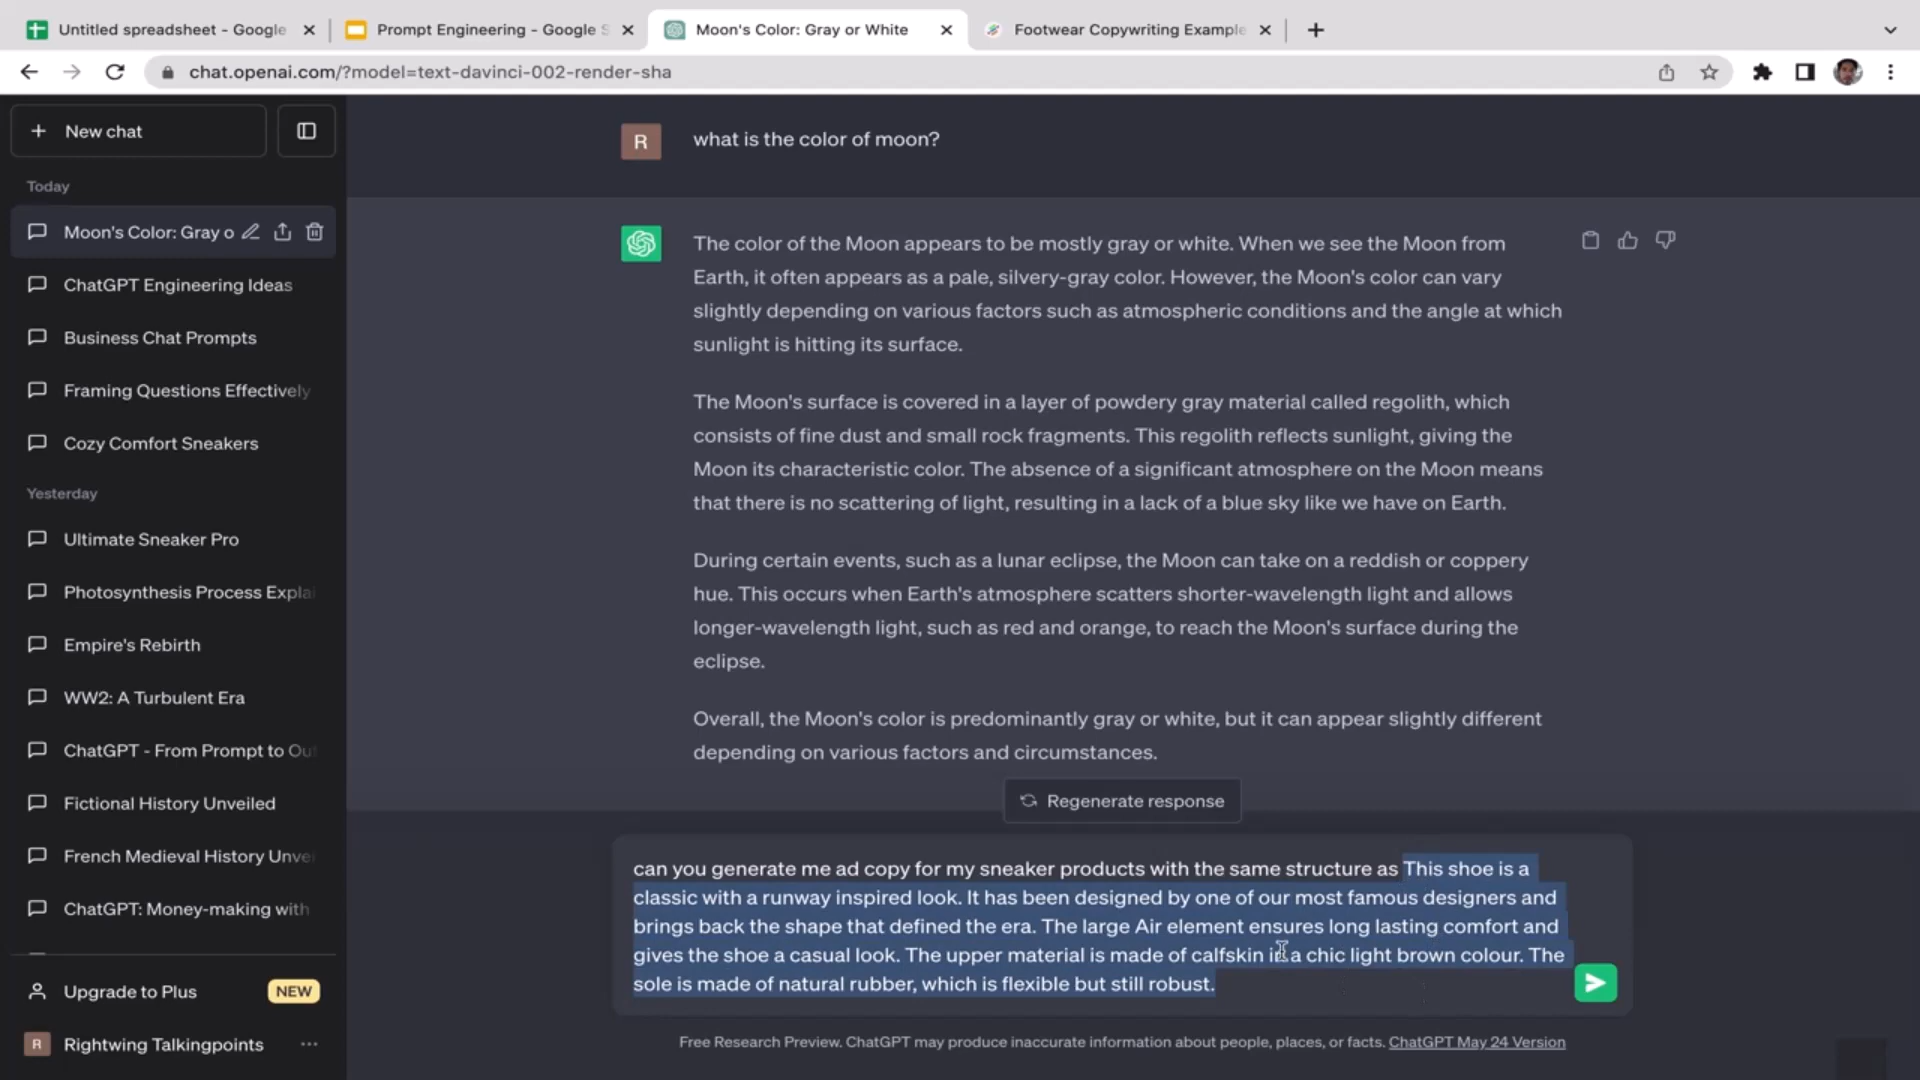 Untitled spreadsheet - Google
Prompt Engineering - Google S
Moon's Color: Gray or White
Footwear Copywriting Example
chat.openai.com/?model=text-davinci-002-render-sha
New chat
Today
Moon's Color: Gray o
ChatGPT Engineering Ideas
Business Chat Prompts
Framing Questions Effectively
Cozy Comfort Sneakers
Yesterday
Ultimate Sneaker Pro
Photosynthesis Process Explai
Empire's Rebirth
WW2: A Turbulent Era
ChatGPT - From Prompt to Ou
Fictional History Unveiled
French Medieval History Unve
ChatGPT: Money-making with
Upgrade to Plus NEW
R Rightwing Talkingpoints
R what is the color of moon?
The color of the Moon appears to be mostly gray or white. When we see the Moon from
Earth, it often appears as a pale, silvery-gray color. However, the Moon's color can vary
slightly depending on various factors such as atmospheric conditions and the angle at which
sunlight is hitting its surface.
The Moon's surface is covered in a layer of powdery gray material called regolith, which
consists of fine dust and small rock fragments. This regolith reflects sunlight, giving the
Moon its characteristic color. The absence of a significant atmosphere on the Moon means
that there is no scattering of light, resulting in a lack of a blue sky like we have on Earth.
During certain events, such as a lunar eclipse, the Moon can take on a reddish or coppery
hue. This occurs when Earth's atmosphere scatters shorter-wavelength light and allows
longer-wavelength light, such as red and orange, to reach the Moon's surface during the
eclipse.
Overall, the Moon's color is predominantly gray or white, but it can appear slightly different
depending on various factors and circumstances.
Regenerate response
can you generate me ad copy for my sneaker products with the same structure as This shoe is a
classic with a runway inspired look. It has been designed by one of our most famous designers and
brings back the shape that defined the era. The large Air element ensures long lasting comfort and
gives the shoe a casual look. The upper material is made of calfskin in a chic light brown colour. The
sole is made of natural rubber, which is flexible but still robust.
Free Research Preview. ChatGPT may produce inaccurate information about people, places, or facts. ChatGPT May 24 Version